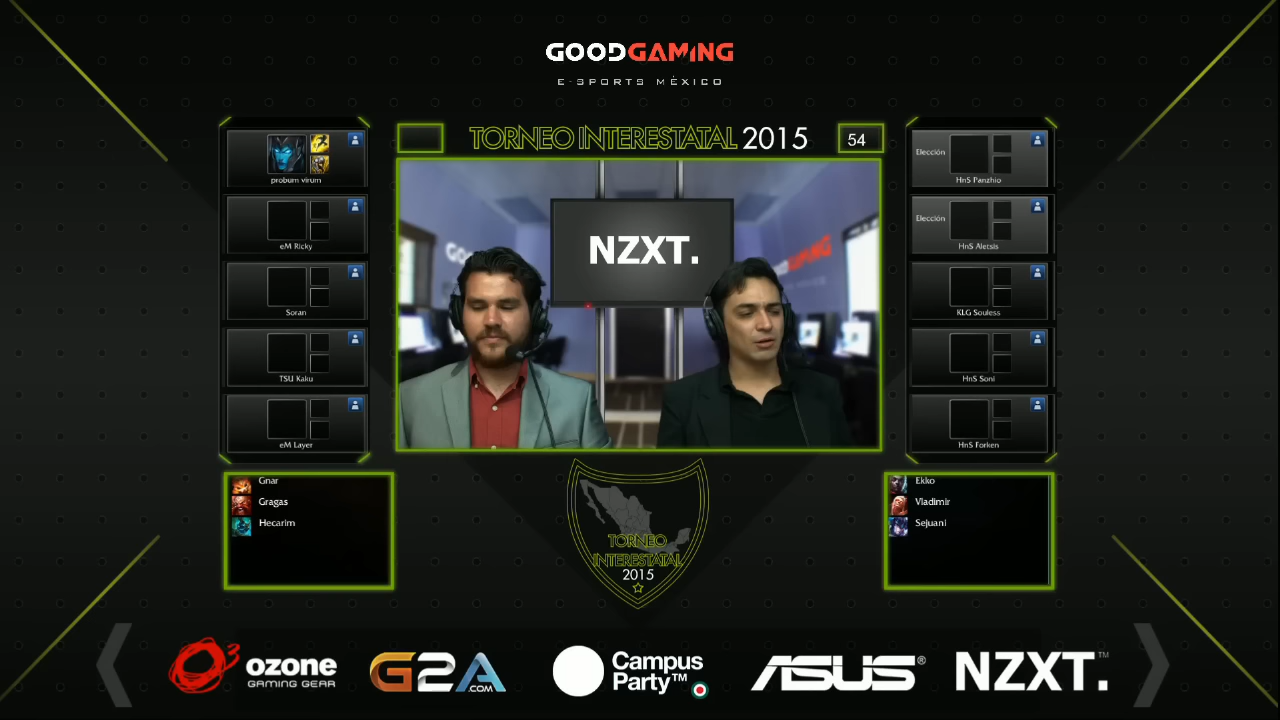 GOODGAMING
E-SPORTS MÉXICO
TORNEO INTERESTATAL 2015
54
probum virum
eM Ricky
Soran
TSU Kaku
eM Layer
GOOD
NZXT.
GAMING
Elección
HnS Panzhio
Elección
HnS Aletsis
KLG Souless
HnS Soni
HnS Forken
Gnar
Gragas
Hecarim
TORNEO
INTERESTATAL
2015
Ekko
Vladimir
Sejuani
ozone
GAMING GEAR
G2A
.COM
Campus
Party™
ASUS®
NZXT.™